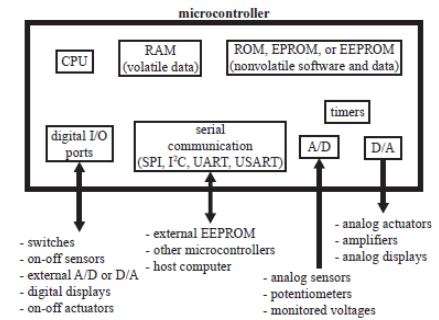 microcontroller
CPU
RAM
(volatile data)
ROM, EPROM, or EEPROM
(nonvolatile software and data)
timers
digital I/O
ports
serial
communication
(SPI, I²C, UART, USART)
A/D
D/A
- switches
- on-off sensors
- external A/D or D/A
- digital displays
- on-off actuators
- external EEPROM
- other microcontrollers
- host computer
- analog sensors
- potentiometers
- monitored voltages
- analog actuators
- amplifiers
- analog displays